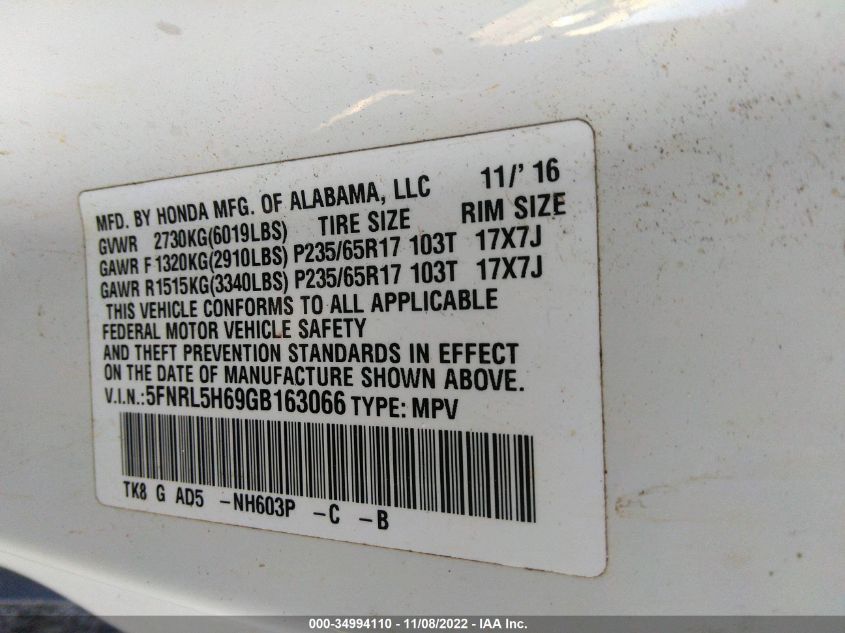 MFD. BY HONDA MFG. OF ALABAMA, LLC 11/' 16
GVWR 2730KG(6019LBS) TIRE SIZE RIM SIZE
GAWR F1320KG(2910LBS) P235/65R17 103T 17X7J
GAWR R1515KG(3340LBS) P235/65R17 103T 17X7J
THIS VEHICLE CONFORMS TO ALL APPLICABLE
FEDERAL MOTOR VEHICLE SAFETY
AND THEFT PREVENTION STANDARDS IN EFFECT
ON THE DATE OF MANUFACTURE SHOWN ABOVE.
V.I.N.:5FNRL5H69GB163066 TYPE: MPV
TK8 G AD5 -NH603P -C -B
000-34994110 - 11/08/2022 - IAA Inc.